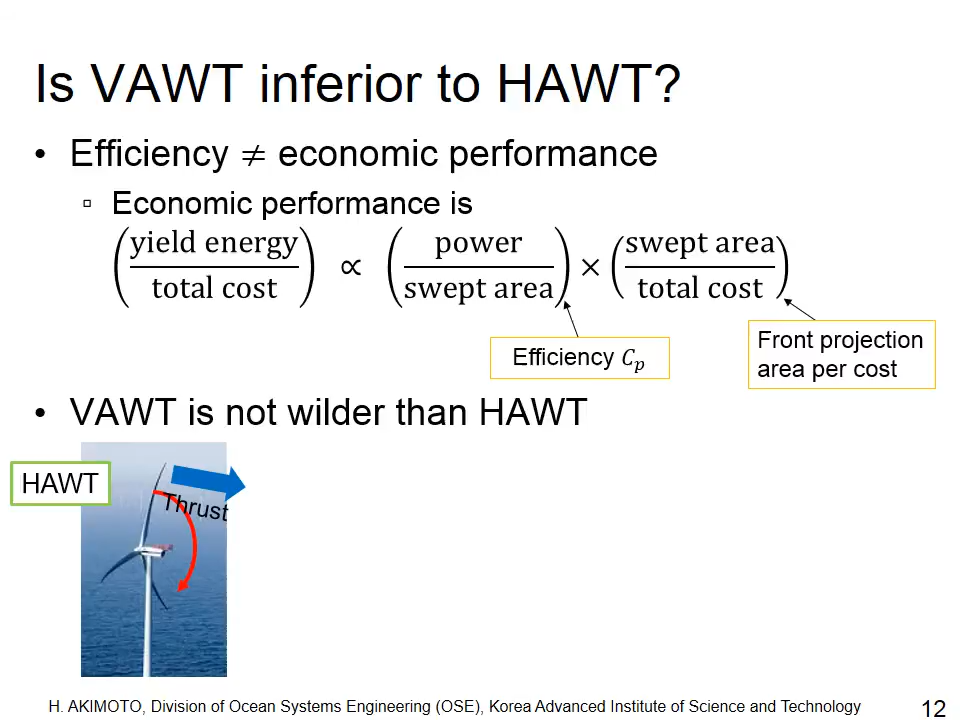 Is VAWT inferior to HAWT?
• Efficiency ≠ economic performance
▫ Economic performance is
(yield energy / total cost) ∝ (power / swept area) × (swept area / total cost)
Efficiency Cₚ
Front projection
area per cost
• VAWT is not wilder than HAWT
HAWT
Thrust
H. AKIMOTO, Division of Ocean Systems Engineering (OSE), Korea Advanced Institute of Science and Technology
12